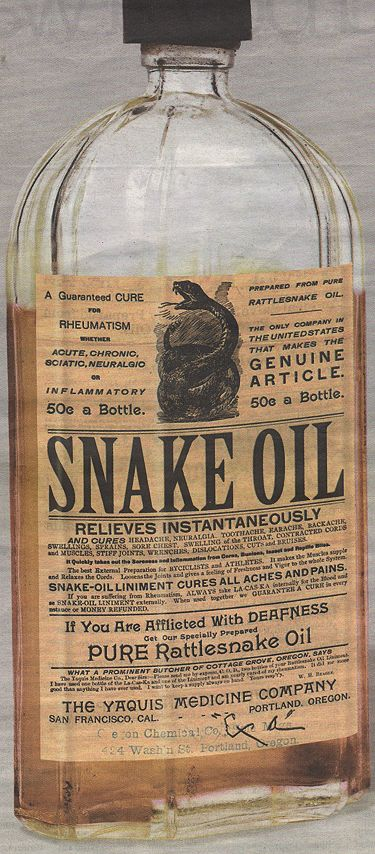 A Guaranteed CURE
FOR
RHEUMATISM
WHETHER
ACUTE, CHRONIC,
SCIATIC, NEURALGIC
OR
INFLAMMATORY
50c a Bottle.
PREPARED FROM PURE
RATTLESNAKE OIL.
THE ONLY COMPANY IN
THE UNITEDSTATES
THAT MAKES THE
GENUINE
ARTICLE.
50c a Bottle.
SNAKE OIL
RELIEVES INSTANTANEOUSLY
AND CURES HEADACHE, NEURALGIA, TOOTHACHE, EARACHE, BACKACHE,
SWELLINGS, SPRAINS, SORE CHEST, SWELLING of the THROAT, CONTRACTED CORDS
and MUSCLES, STIFF JOINTS, WRENCHES, DISLOCATIONS, CUTS and BRUISES.
It Quickly takes out the Soreness and Inflammation from Corns, Bunions, Insect and Reptile Bites.
The best External Preparation for BYCICLISTS and ATHLETES. It makes the Muscles supple
and Relaxes the Cords. Loosens the Joints and gives a feeling of Freshness and Vigor to the whole System.
SNAKE-OIL LINIMENT CURES ALL ACHES AND PAINS.
If you are suffering from Rheumatism, ALWAYS take LA-CAS-KA internally for the Blood and
SNAKE-OIL LINIMENT externally. When used together we GUARANTEE A CURE in every
or MONEY REFUNDED.
If You Are Afflicted With DEAFNESS
Get Our Specially Prepared
PURE Rattlesnake Oil
WHAT A PROMINENT BUTCHER OF COTTAGE GROVE, OREGON, SAYS
The Yaquis Medicine Co., Dear Sirs:—Please send me by express, C. O. D., two bottles of your Rattlesnake Oil Liniment.
I have used one bottle of the La-Cas-Ka and one of the Liniment and am nearly cured of my rheumatism. It did me more
good than anything I have ever used. I want to keep a supply always on hand.
THE YAQUIS MEDICINE COMPANY
SAN FRANCISCO, CAL.
PORTLAND, OREGON.
Chemical Co.
424 Wash'n St. Portland, Oregon.